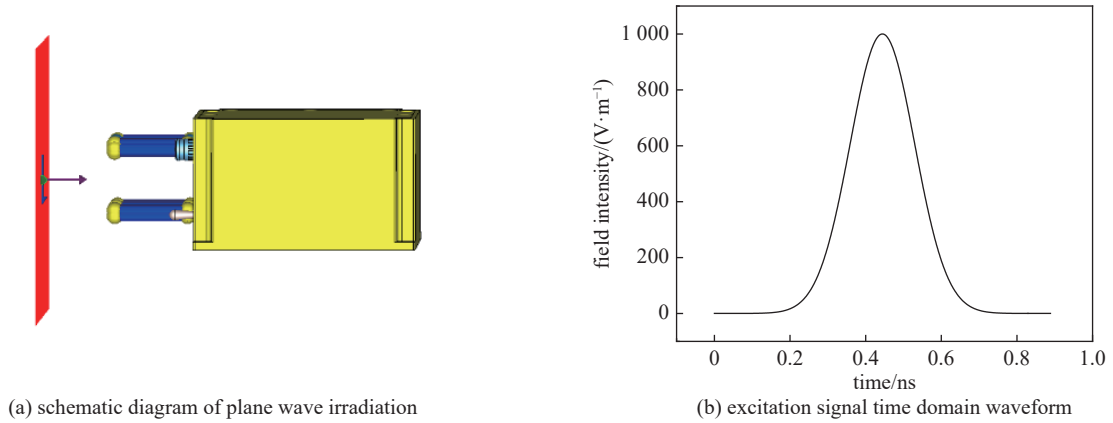 1 000
800
600
400
200
0
field intensity/(V·m⁻¹)
0 0.2 0.4 0.6 0.8 1.0
time/ns
(a) schematic diagram of plane wave irradiation
(b) excitation signal time domain waveform